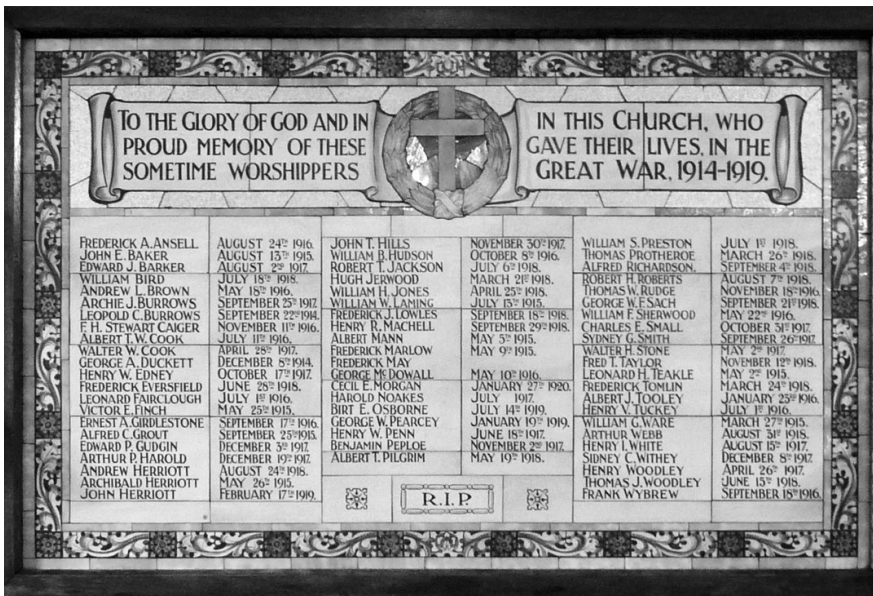 TO THE GLORY OF GOD AND IN
PROUD MEMORY OF THESE
SOMETIME WORSHIPPERS
IN THIS CHURCH, WHO
GAVE THEIR LIVES, IN THE
GREAT WAR, 1914-1919.
FREDERICK A. ANSELL AUGUST 24TH 1916.
JOHN E. BAKER AUGUST 13TH 1915.
EDWARD J. BARKER AUGUST 2ND 1917.
WILLIAM BIRD JULY 18TH 1918.
ANDREW L. BROWN MAY 18TH 1916.
ARCHIE J. BURROWS SEPTEMBER 25TH 1917
LEOPOLD C. BURROWS SEPTEMBER 22ND 1914.
F. H. STEWART CAIGER NOVEMBER 11TH 1916.
ALBERT T. W. COOK JULY 11TH 1916.
WALTER W. COOK APRIL 28TH 1917.
GEORGE A. DUCKETT DECEMBER 8TH 1914.
HENRY W. EDNEY OCTOBER 17TH 1917.
FREDERICK EVERSFIELD JUNE 28TH 1918.
LEONARD FAIRCLOUGH JULY 1ST 1916.
VICTOR E. FINCH MAY 25TH 1915.
ERNEST A. GIRDLESTONE SEPTEMBER 17TH 1916.
ALFRED C. GROUT SEPTEMBER 25TH 1915.
EDWARD P. GUDGIN DECEMBER 3RD 1917.
ARTHUR P. HAROLD DECEMBER 19TH 1917.
ANDREW HERRIOTT AUGUST 24TH 1918.
ARCHIBALD HERRIOTT MAY 26TH 1915.
JOHN HERRIOTT FEBRUARY 17TH 1919.
JOHN T. HILLS NOVEMBER 30TH 1917.
WILLIAM B. HUDSON OCTOBER 8TH 1916.
ROBERT T. JACKSON JULY 6TH 1918.
HUGH JERWOOD MARCH 21ST 1918.
WILLIAM H. JONES APRIL 25TH 1918.
WILLIAM W. LANING JULY 13TH 1915.
FREDERICK J. LOWLES SEPTEMBER 18TH 1918.
HENRY R. MACHELL SEPTEMBER 29TH 1918.
ALBERT MANN MAY 5TH 1915.
FREDERICK MARLOW MAY 9TH 1915.
FREDERICK MAY
GEORGE McDOWALL MAY 10TH 1916.
CECIL E. MORGAN JANUARY 27TH 1920.
HAROLD NOAKES JULY 1917.
BIRT E. OSBORNE JULY 14TH 1919.
GEORGE W. PEARCEY JANUARY 19TH 1919.
HENRY W. PENN JUNE 18TH 1917.
BENJAMIN PEPLOE NOVEMBER 2ND 1917.
ALBERT T. PILGRIM MAY 19TH 1918.
R.I.P.
WILLIAM S. PRESTON JULY 1ST 1918.
THOMAS PROTHEROE MARCH 26TH 1918.
ALFRED RICHARDSON. SEPTEMBER 4TH 1918.
ROBERT H. ROBERTS AUGUST 7TH 1918.
THOMAS W. RUDGE NOVEMBER 18TH 1916.
GEORGE W. F. SACH SEPTEMBER 21ST 1918.
WILLIAM F. SHERWOOD MAY 22ND 1916.
CHARLES E. SMALL OCTOBER 31ST 1917.
SYDNEY G. SMITH SEPTEMBER 26TH 1917.
WALTER H. STONE MAY 2ND 1917.
FRED T. TAYLOR NOVEMBER 12TH 1918.
LEONARD H. TEAKLE MAY 2ND 1915.
FREDERICK TOMLIN MARCH 24TH 1918.
ALBERT J. TOOLEY JANUARY 25TH 1916.
HENRY V. TUCKEY JULY 1ST 1916.
WILLIAM G. WARE MARCH 27TH 1915.
ARTHUR WEBB AUGUST 31ST 1918.
HENRY I. WHITE AUGUST 15TH 1917.
SIDNEY C. WITHEY DECEMBER 8TH 1917.
HENRY WOODLEY APRIL 26TH 1917.
THOMAS J. WOODLEY JUNE 15TH 1918.
FRANK WYBREW SEPTEMBER 18TH 1916.